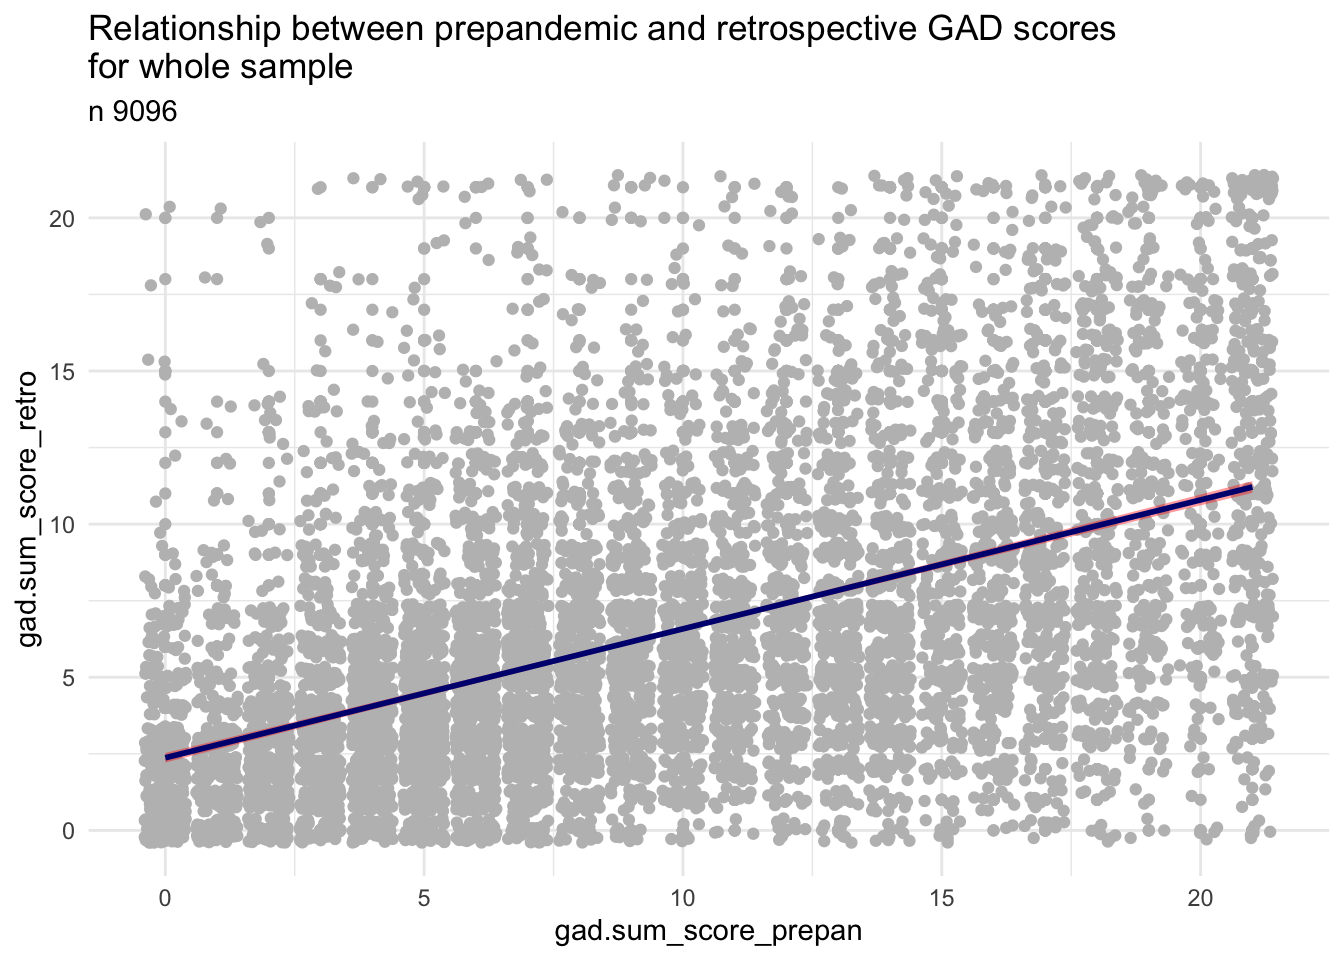 Relationship between prepandemic and retrospective GAD scores
for whole sample
n 9096
gad.sum_score_retro
20
15
10
5
0
0
5
10
15
20
gad.sum_score_prepan